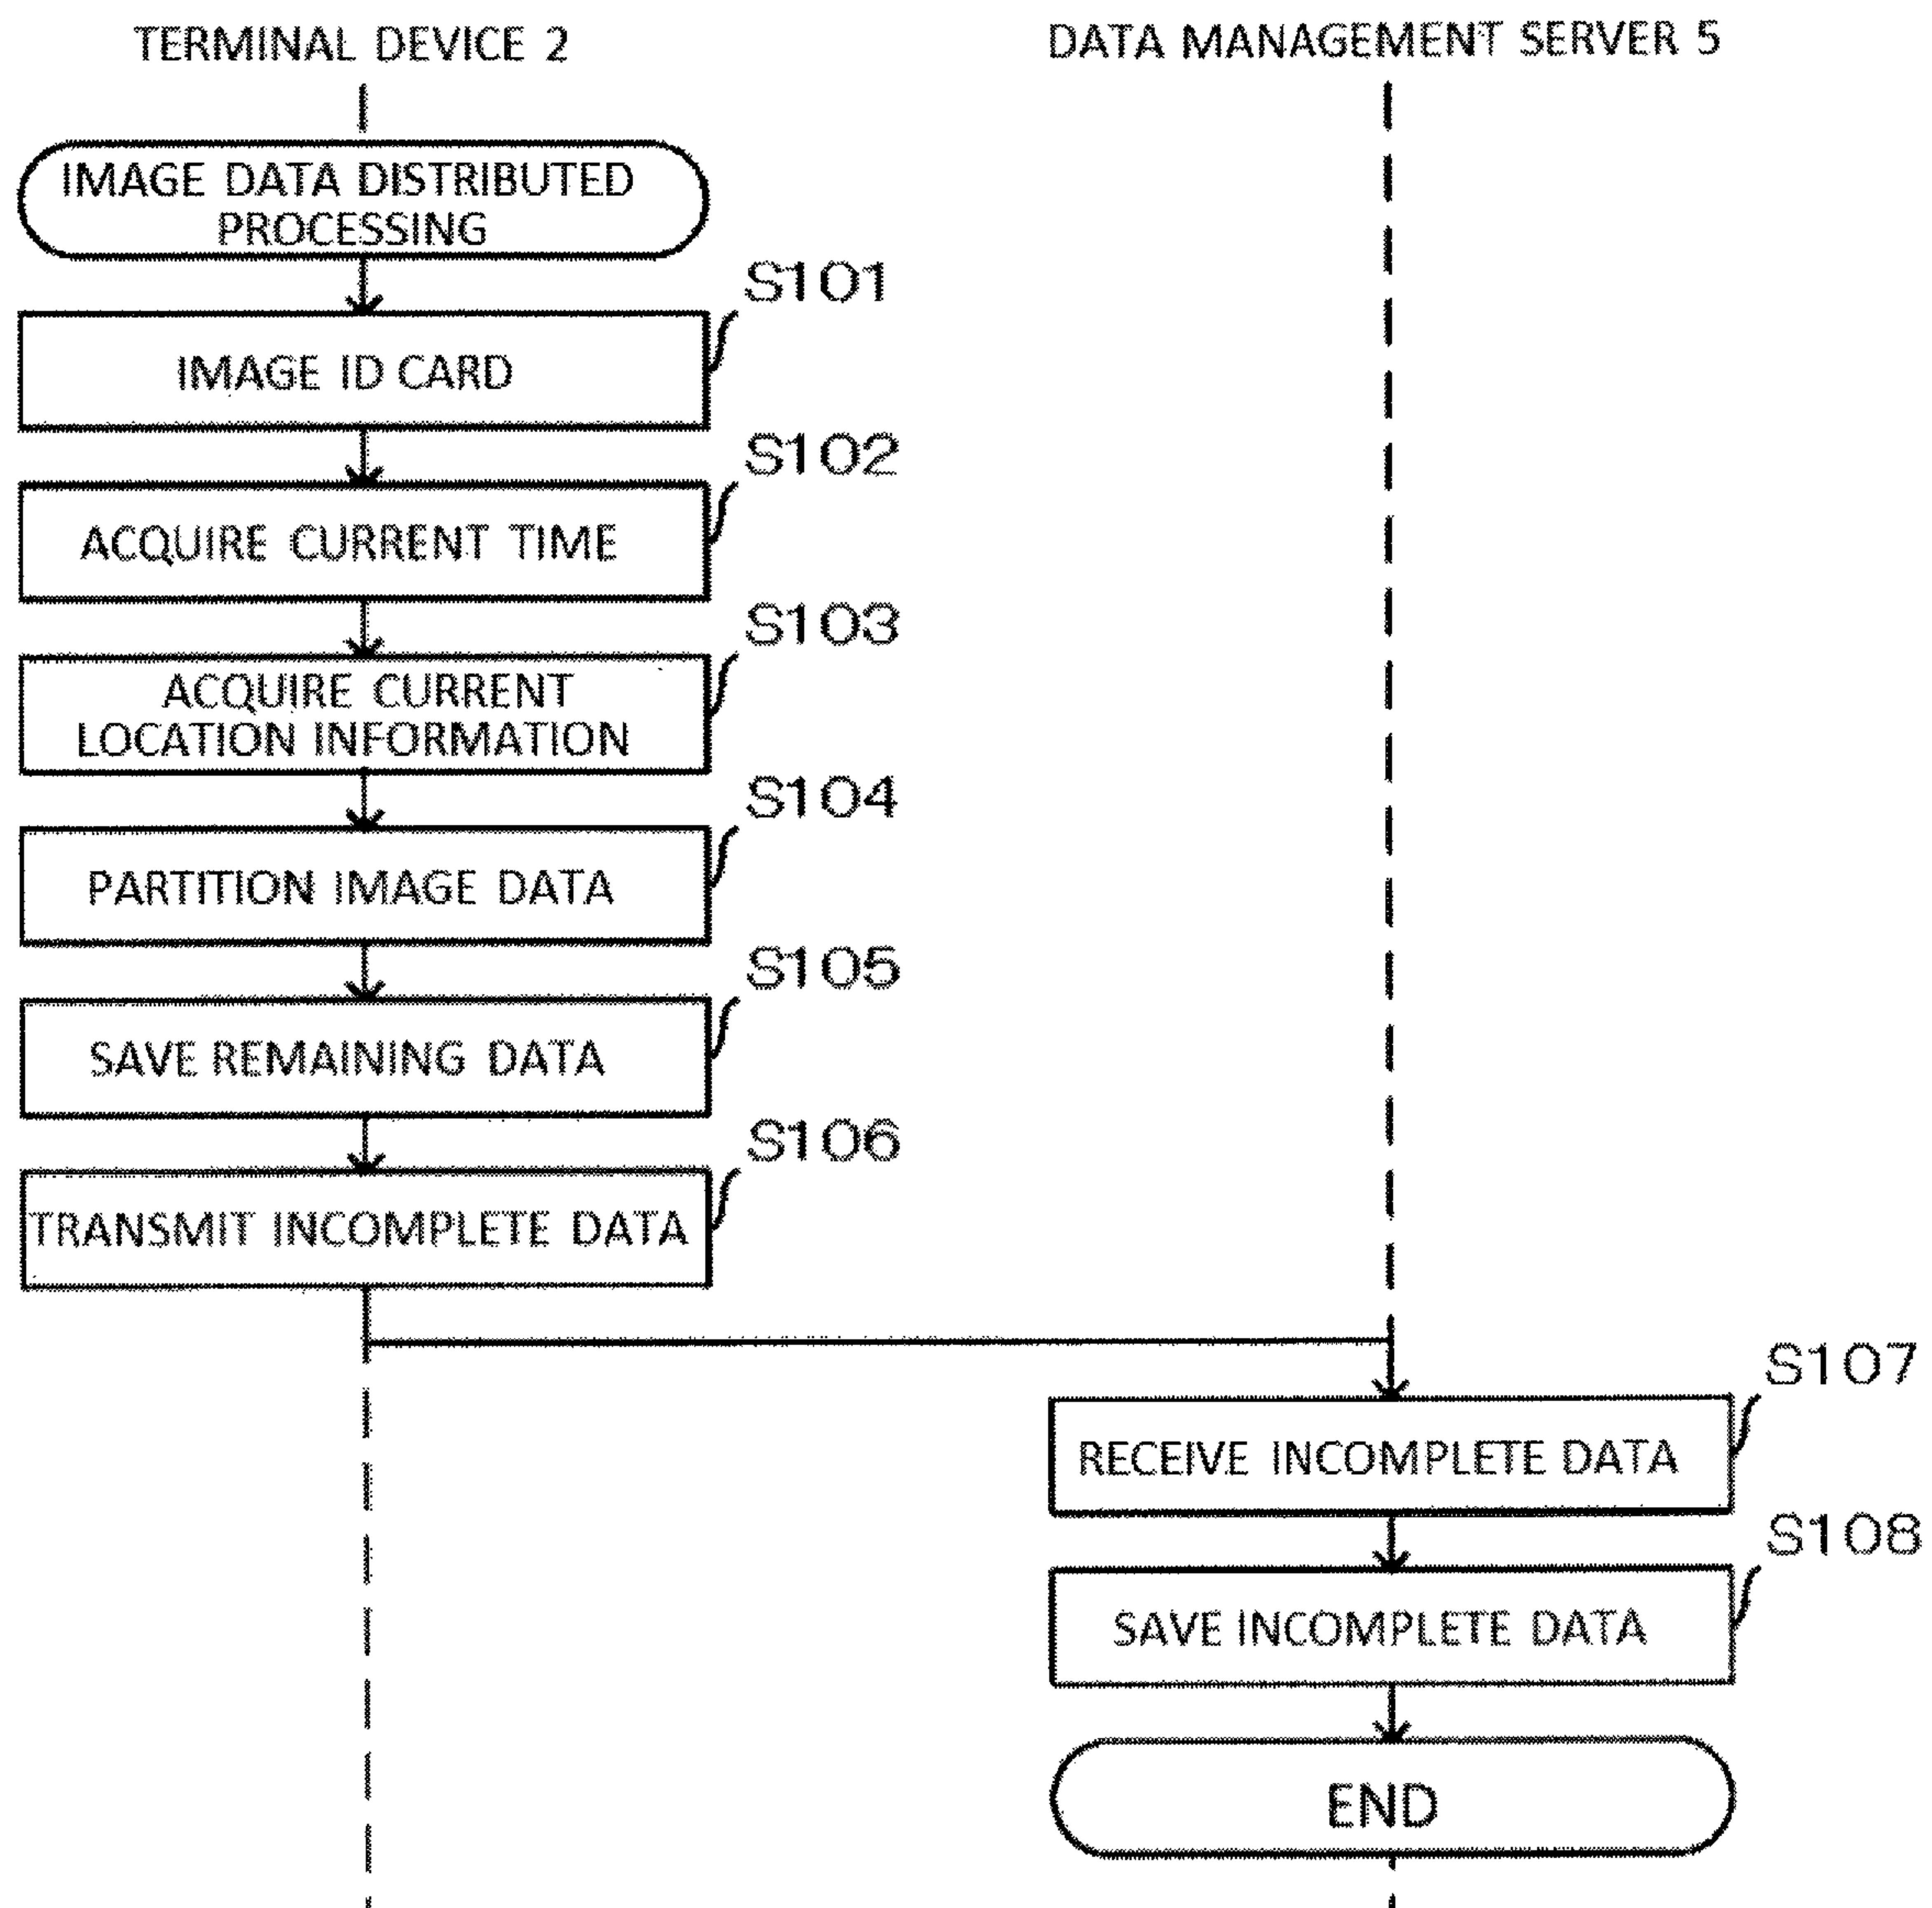 TERMINAL DEVICE 2
DATA MANAGEMENT SERVER 5
IMAGE DATA DISTRIBUTED
PROCESSING
S101
IMAGE ID CARD
S102
ACQUIRE CURRENT TIME
S103
ACQUIRE CURRENT
LOCATION INFORMATION
S104
PARTITION IMAGE DATA
S105
SAVE REMAINING DATA
S106
TRANSMIT INCOMPLETE DATA
S107
RECEIVE INCOMPLETE DATA
S108
SAVE INCOMPLETE DATA
END